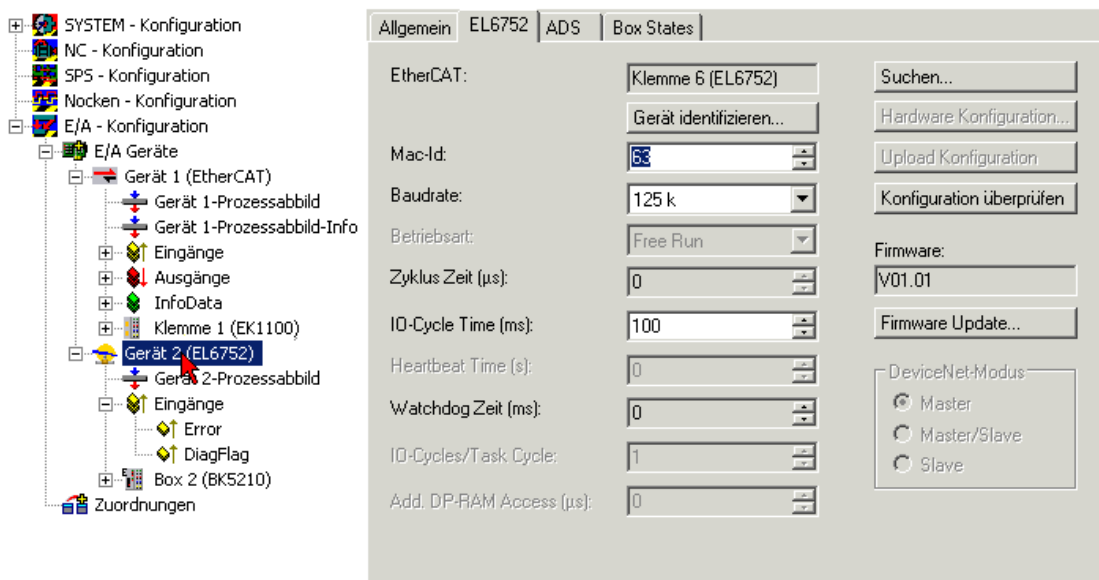 SYSTEM - Konfiguration
NC - Konfiguration
SPS - Konfiguration
Nocken - Konfiguration
E/A - Konfiguration
E/A Geräte
Gerät 1 (EtherCAT)
Gerät 1-Prozessabbild
Gerät 1-Prozessabbild-Info
Eingänge
Ausgänge
InfoData
Klemme 1 (EK1100)
Gerät 2 (EL6752)
Gerät 2-Prozessabbild
Eingänge
Error
DiagFlag
Box 2 (BK5210)
Zuordnungen
Allgemein EL6752 ADS Box States
EtherCAT: Klemme 6 (EL6752) Suchen...
Gerät identifizieren... Hardware Konfiguration...
Mac-Id: 63 Upload Konfiguration
Baudrate: 125 k Konfiguration überprüfen
Betriebsart: Free Run
Firmware:
Zyklus Zeit (µs): 0 V01.01
IO-Cycle Time (ms): 100 Firmware Update...
Heartbeat Time (s): 0 DeviceNet-Modus
Master
Watchdog Zeit (ms): 0
Master/Slave
IO-Cycles/Task Cycle: 1 Slave
Add. DP-RAM Access (µs): 0